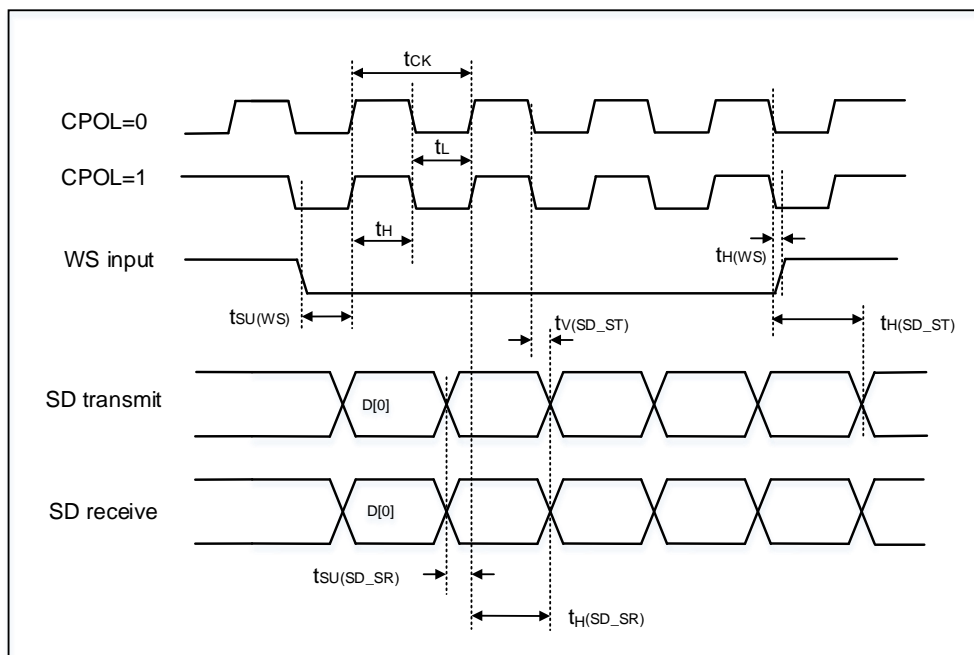 tCK
CPOL=0
tL
CPOL=1
tH
tH(WS)
WS input
tSU(WS)
tV(SD_ST)
tH(SD_ST)
SD transmit
D[0]
SD receive
D[0]
tSU(SD_SR)
tH(SD_SR)